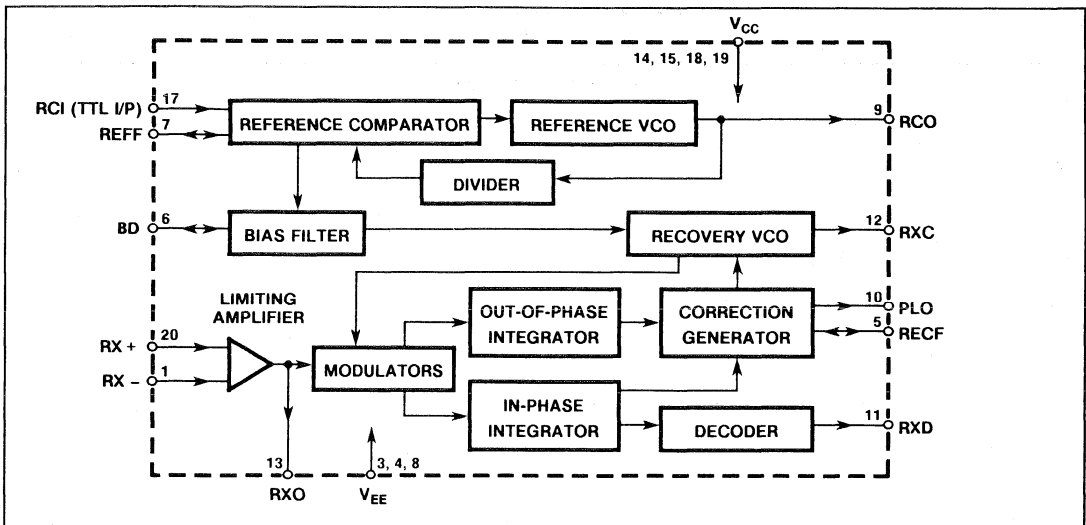 VCC
14, 15, 18, 19
RCI (TTL I/P)
17
REFF
7
REFERENCE COMPARATOR
REFERENCE VCO
9
RCO
DIVIDER
BD
6
BIAS FILTER
RECOVERY VCO
12
RXC
LIMITING
AMPLIFIER
OUT-OF-PHASE
INTEGRATOR
CORRECTION
GENERATOR
10
PLO
5
RECF
RX +
20
RX –
1
MODULATORS
IN-PHASE
INTEGRATOR
DECODER
11
RXD
13
RXO
3, 4, 8
VEE